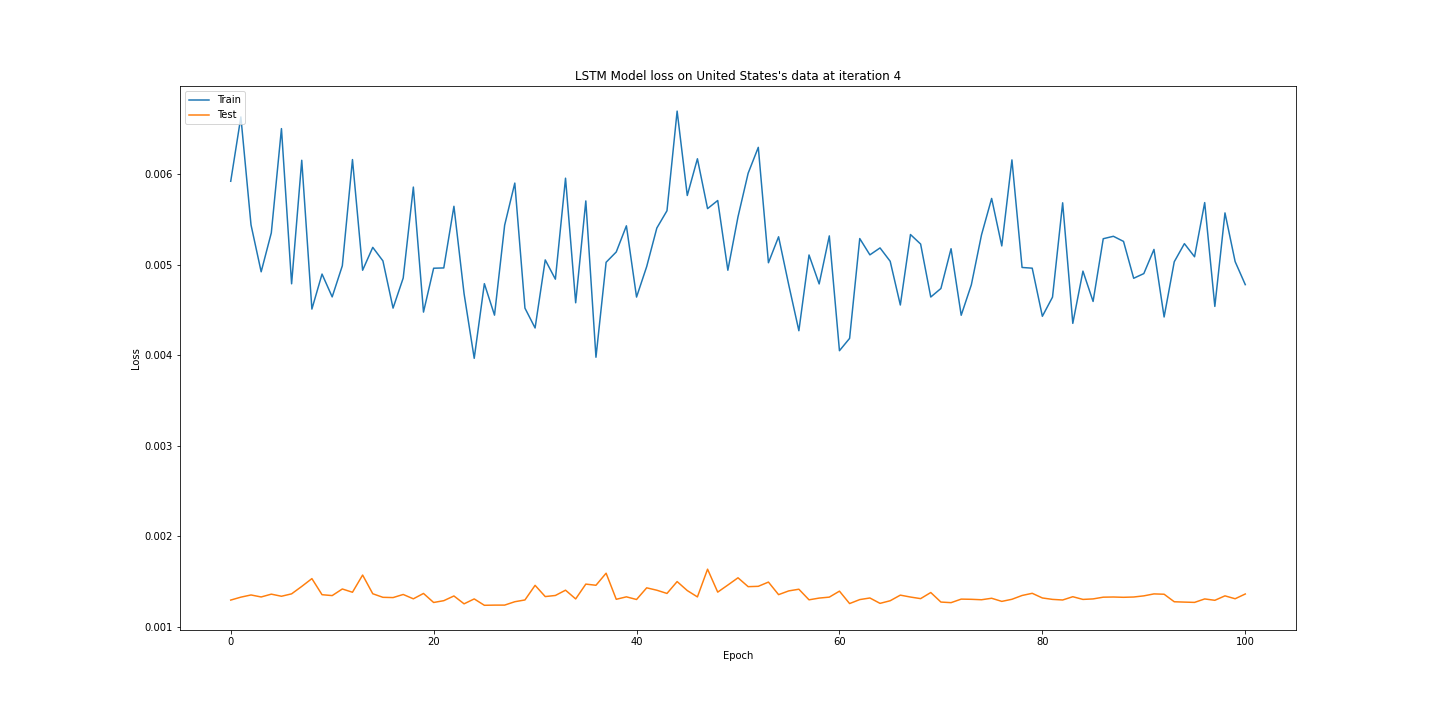 LSTM Model loss on United States's data at iteration 4
Train
Test
0.006
0.005
0.004
0.003
0.002
0.001
Loss
0 20 40 60 80 100
Epoch